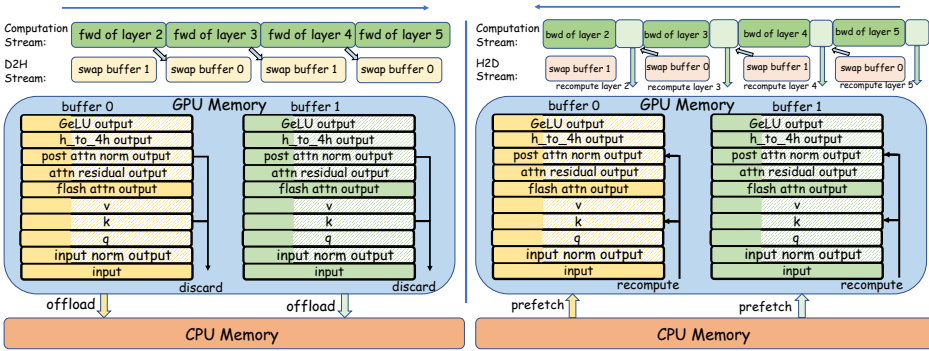 Computation Stream:
fwd of layer 2
fwd of layer 3
fwd of layer 4
fwd of layer 5
D2H Stream:
swap buffer 1
swap buffer 0
swap buffer 1
swap buffer 0
GPU Memory
buffer 0
GeLU output
h_to_4h output
post attn norm output
attn residual output
flash attn output
v
k
q
input norm output
input
discard
buffer 1
GeLU output
h_to_4h output
post attn norm output
attn residual output
flash attn output
v
k
q
input norm output
input
discard
offload
offload
CPU Memory
Computation Stream:
bwd of layer 2
bwd of layer 3
bwd of layer 4
bwd of layer 5
H2D Stream:
swap buffer 1
swap buffer 0
swap buffer 1
swap buffer 0
recompute layer 2
recompute layer 3
recompute layer 4
recompute layer 5
GPU Memory
buffer 0
GeLU output
h_to_4h output
post attn norm output
attn residual output
flash attn output
v
k
q
input norm output
input
recompute
buffer 1
GeLU output
h_to_4h output
post attn norm output
attn residual output
flash attn output
v
k
q
input norm output
input
recompute
prefetch
prefetch
CPU Memory